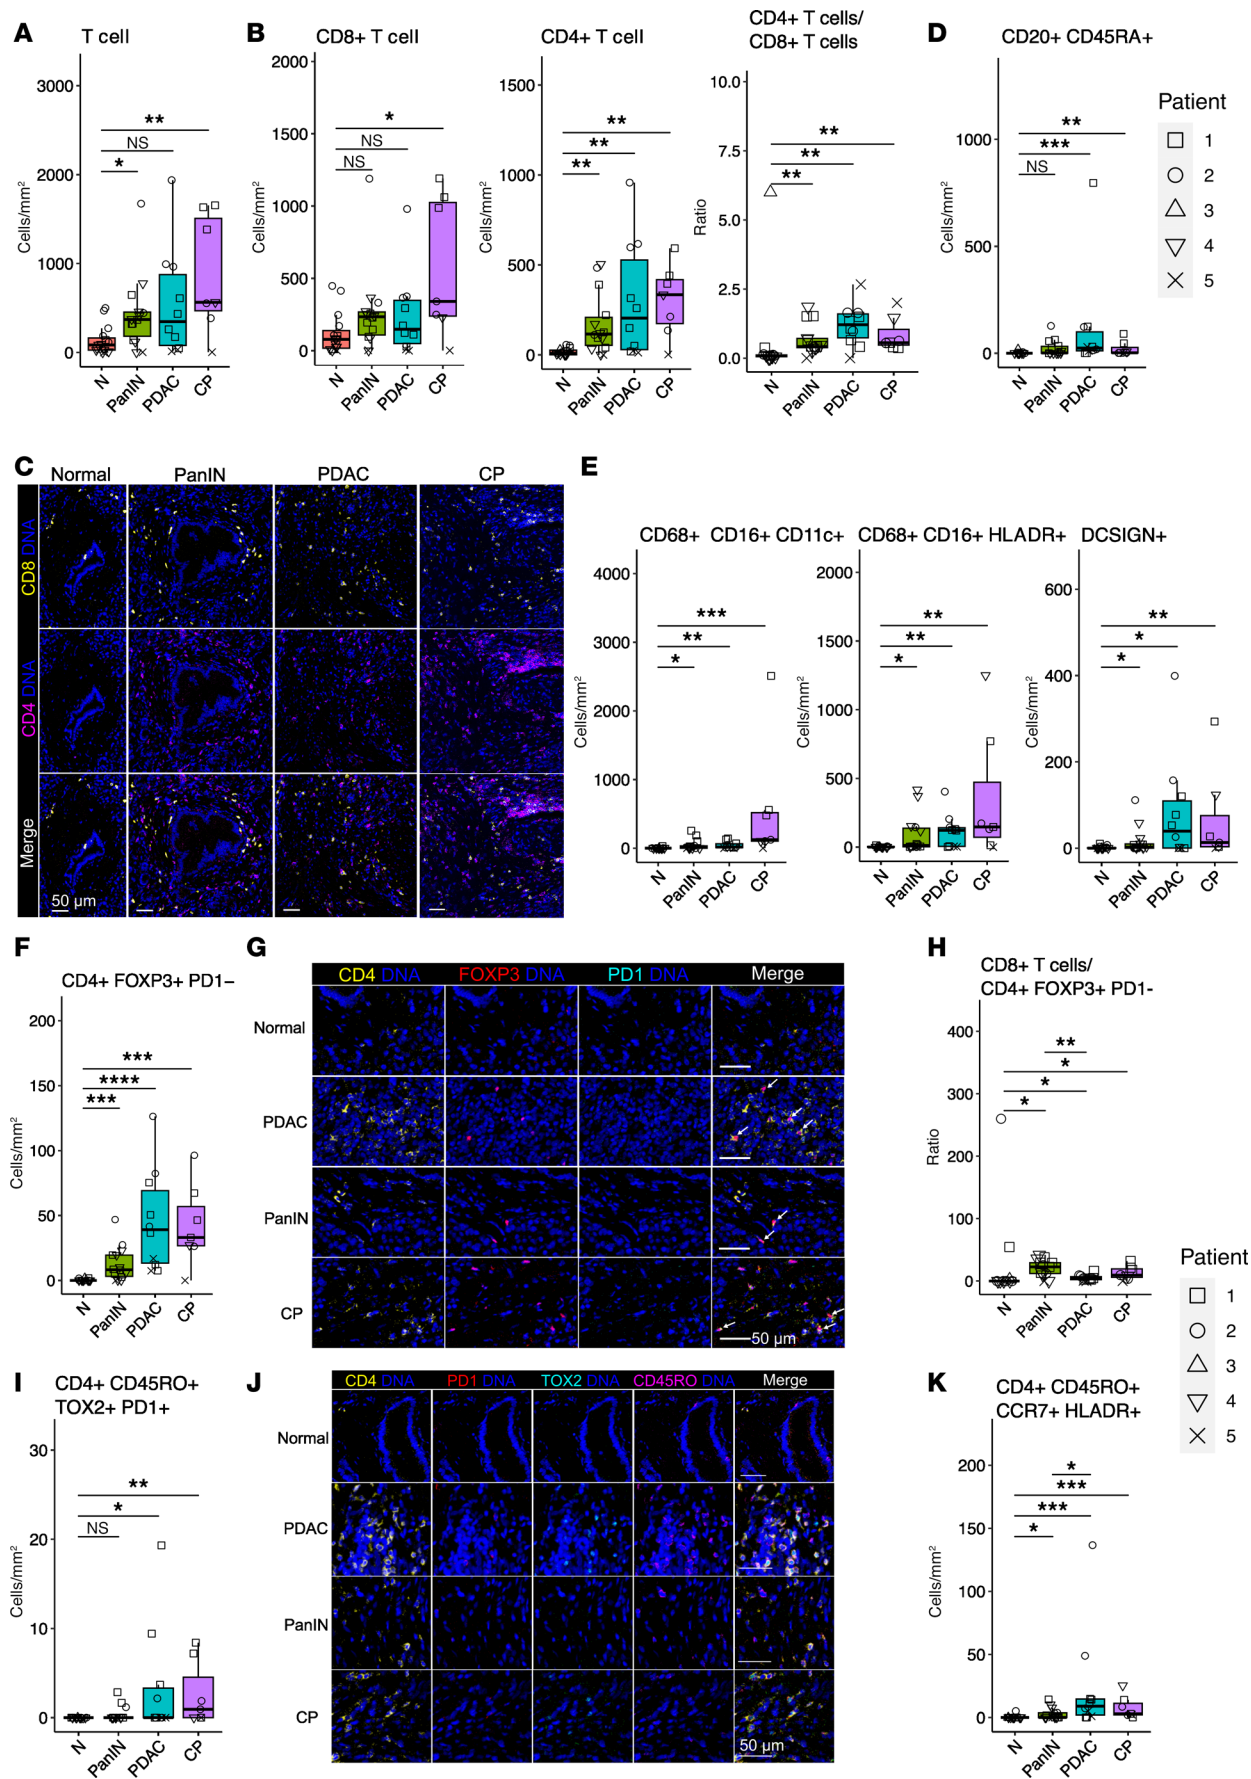 A
T cell
Cells/mm²
3000
2000
1000
0
**
NS
*
N
PanIN
PDAC
CP
B
CD8+ T cell
Cells/mm²
2000
1500
1000
500
0
*
NS
NS
N
PanIN
PDAC
CP
CD4+ T cell
Cells/mm²
1500
1000
500
0
**
**
**
N
PanIN
PDAC
CP
CD4+ T cells/
CD8+ T cells
Ratio
10.0
7.5
5.0
2.5
0.0
**
**
**
N
PanIN
PDAC
CP
D
CD20+ CD45RA+
Cells/mm²
1000
500
0
**
***
NS
N
PanIN
PDAC
CP
Patient
1
2
3
4
5
C
Normal
PanIN
PDAC
CP
CD8 DNA
CD4 DNA
Merge
50 µm
E
CD68+ CD16+ CD11c+
Cells/mm²
4000
3000
2000
1000
0
***
**
*
N
PanIN
PDAC
CP
CD68+ CD16+ HLADR+
Cells/mm²
2000
1500
1000
500
0
**
**
*
N
PanIN
PDAC
CP
DCSIGN+
Cells/mm²
600
400
200
0
**
*
*
N
PanIN
PDAC
CP
F
CD4+ FOXP3+ PD1−
Cells/mm²
200
150
100
50
0
***
****
***
N
PanIN
PDAC
CP
G
CD4 DNA
FOXP3 DNA
PD1 DNA
Merge
Normal
PDAC
PanIN
CP
50 µm
H
CD8+ T cells/
CD4+ FOXP3+ PD1-
Ratio
400
300
200
100
0
**
*
*
*
N
PanIN
PDAC
CP
Patient
1
2
3
4
5
I
CD4+ CD45RO+
TOX2+ PD1+
Cells/mm²
30
20
10
0
**
*
NS
N
PanIN
PDAC
CP
J
CD4 DNA
PD1 DNA
TOX2 DNA
CD45RO DNA
Merge
Normal
PDAC
PanIN
CP
50 µm
K
CD4+ CD45RO+
CCR7+ HLADR+
Cells/mm²
200
150
100
50
0
*
***
***
*
N
PanIN
PDAC
CP